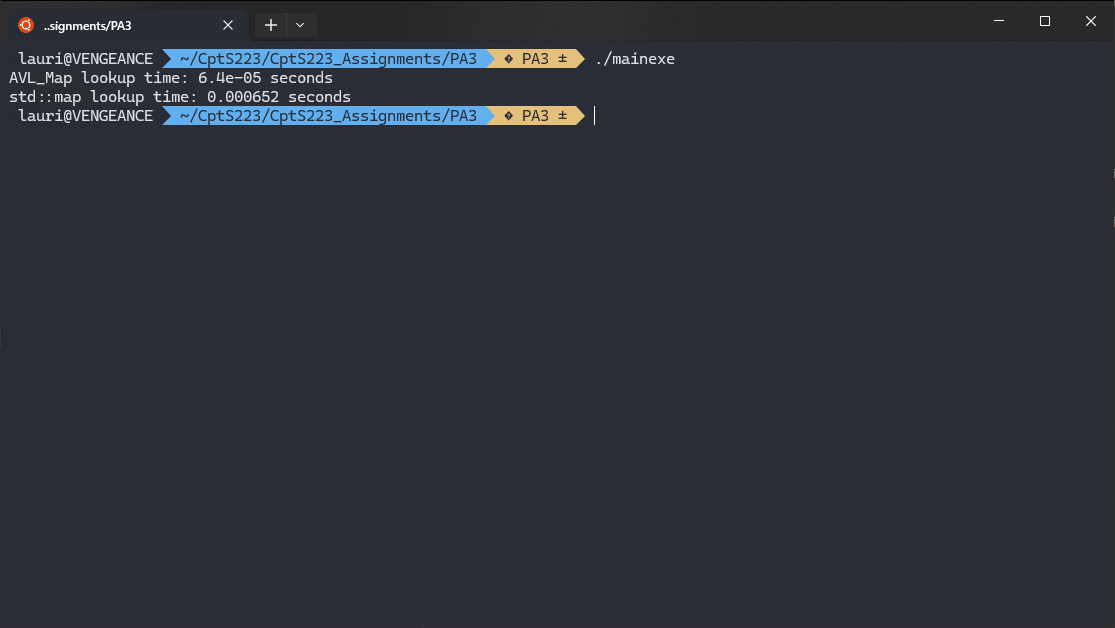 ..signments/PA3
lauri@VENGEANCE ~/CptS223/CptS223_Assignments/PA3 � PA3 ± ./mainexe
AVL_Map lookup time: 6.4e-05 seconds
std::map lookup time: 0.000652 seconds
lauri@VENGEANCE ~/CptS223/CptS223_Assignments/PA3 � PA3 ±